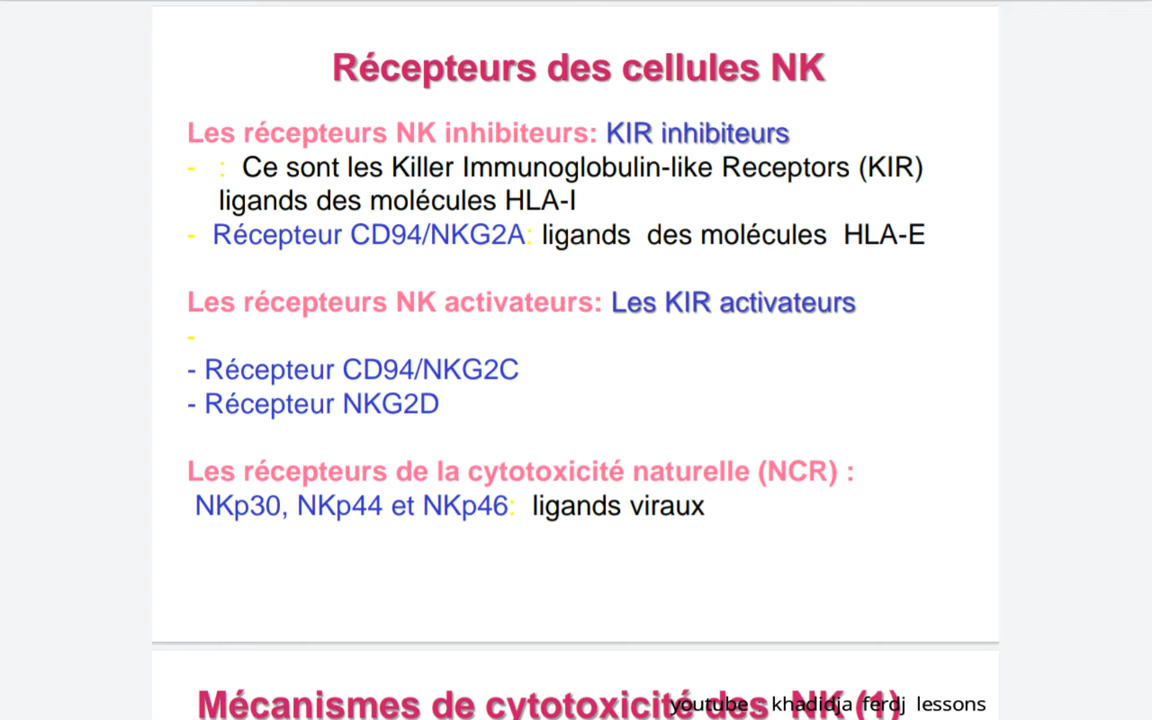 Récepteurs des cellules NK
Les récepteurs NK inhibiteurs: KIR inhibiteurs
- : Ce sont les Killer Immunoglobulin-like Receptors (KIR)
ligands des molécules HLA-I
- Récepteur CD94/NKG2A: ligands des molécules HLA-E
Les récepteurs NK activateurs: Les KIR activateurs
-
- Récepteur CD94/NKG2C
- Récepteur NKG2D
Les récepteurs de la cytotoxicité naturelle (NCR) :
NKp30, NKp44 et NKp46: ligands viraux
Mécanismes de cytotoxicité des NK (1)
youtube : khadidja ferdj lessons